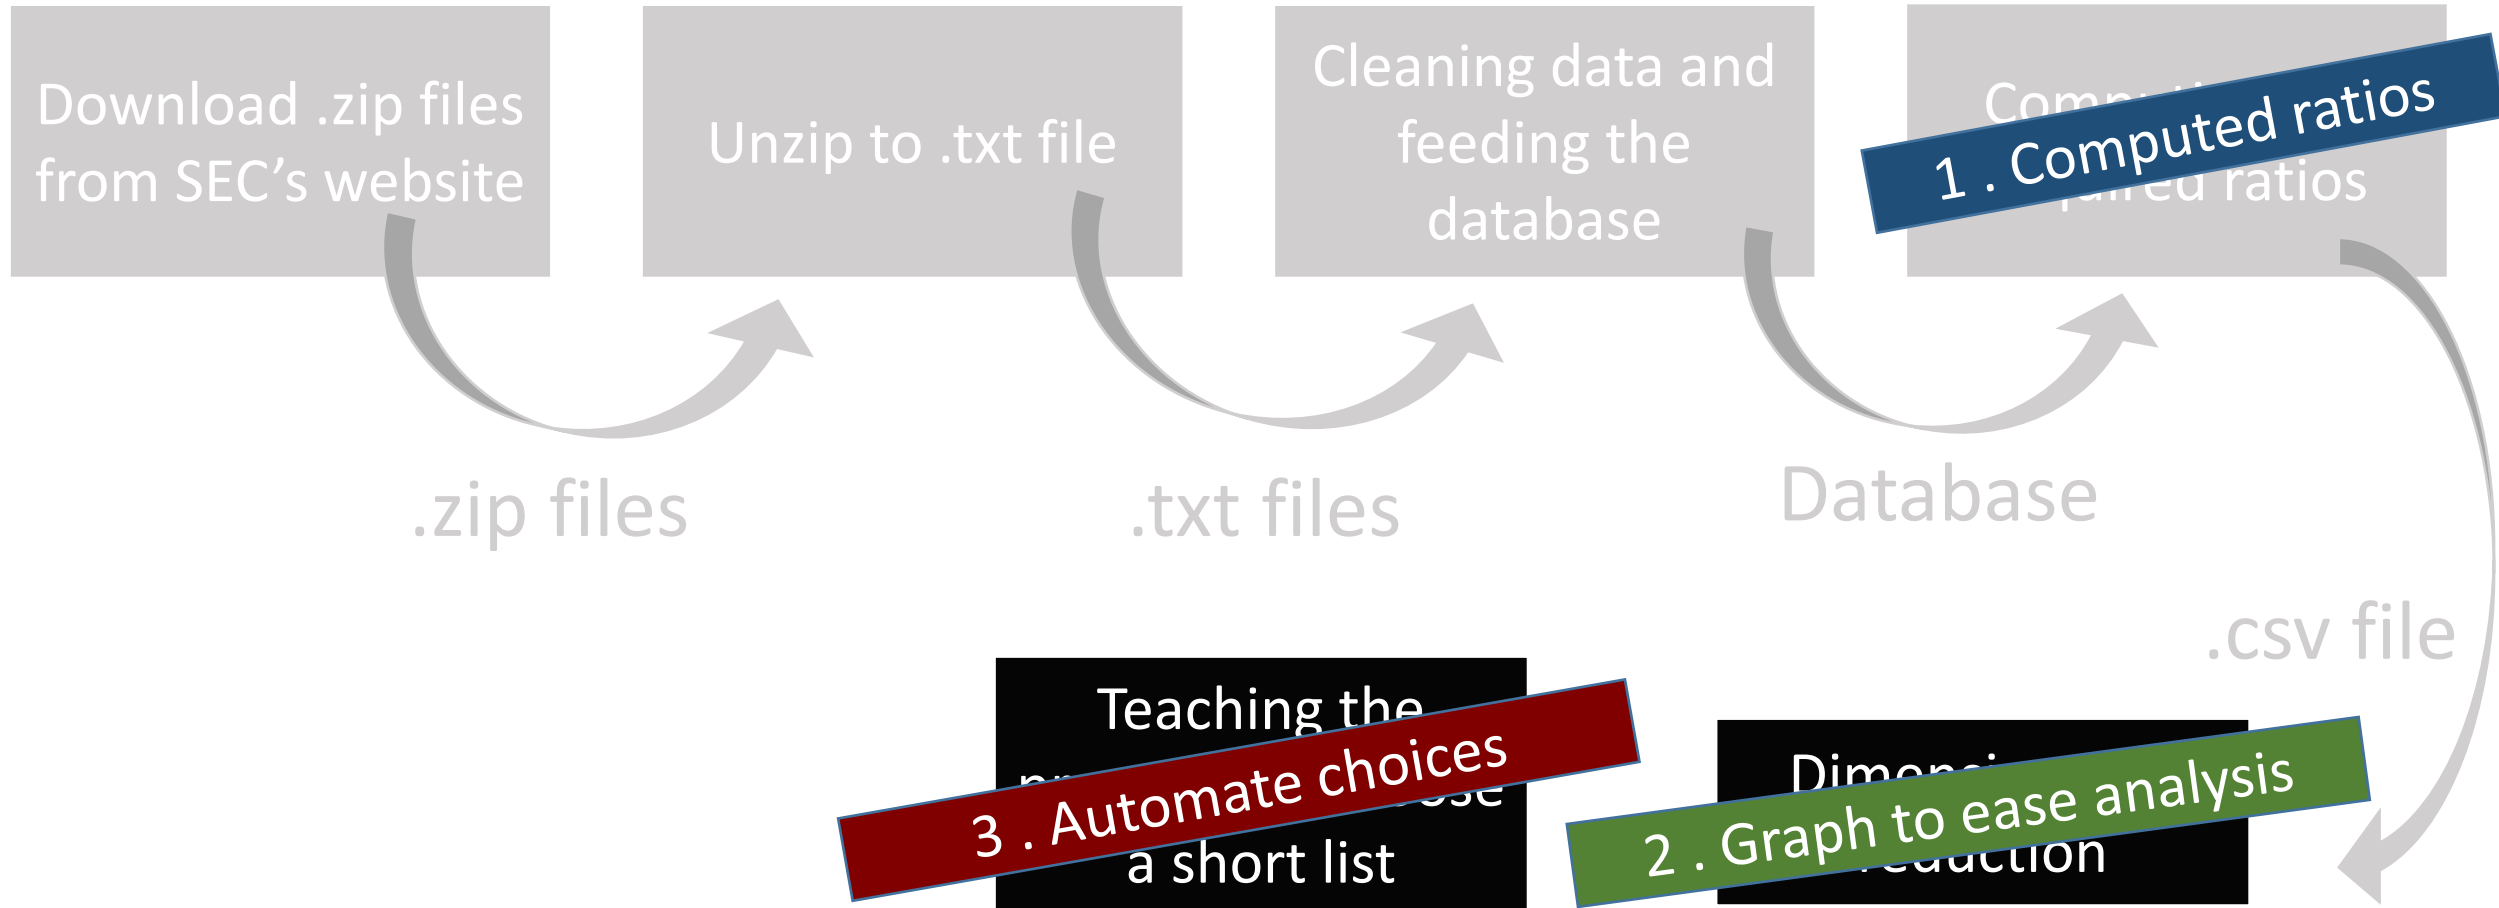 Download .zip files
from SEC's website
Unzip to .txt file
Cleaning data and
feeding the
database
1 . Computed ratios
ratios
.zip files
.txt files
Database
.csv file
Teaching the
3 . Automate choices
a short list
2 . Graph to ease analysis